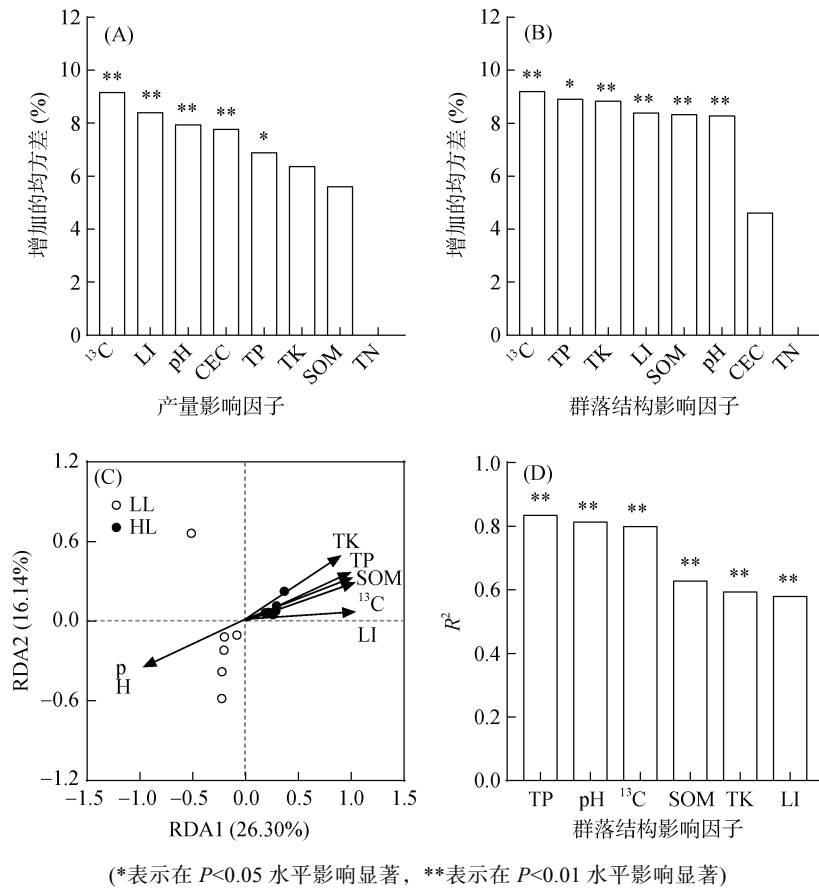 (A)
12
10
8
6
4
2
0
增加的均方差 (%)
** ** ** ** *
¹³C LI pH CEC TP TK SOM TN
产量影响因子
(B)
12
10
8
6
4
2
0
增加的均方差 (%)
** * ** ** ** **
¹³C TP TK LI SOM pH CEC TN
群落结构影响因子
(C)
LL
HL
1.2
0.6
0.0
−0.6
−1.2
RDA2 (16.14%)
TK
TP
SOM
¹³C
LI
p
H
−1.5 −1.0 −0.5 0.0 0.5 1.0 1.5
RDA1 (26.30%)
(D)
1.0
0.8
0.6
0.4
0.2
0.0
R²
** ** ** ** ** **
TP pH ¹³C SOM TK LI
群落结构影响因子
(*表示在 P<0.05 水平影响显著，**表示在 P<0.01 水平影响显著)